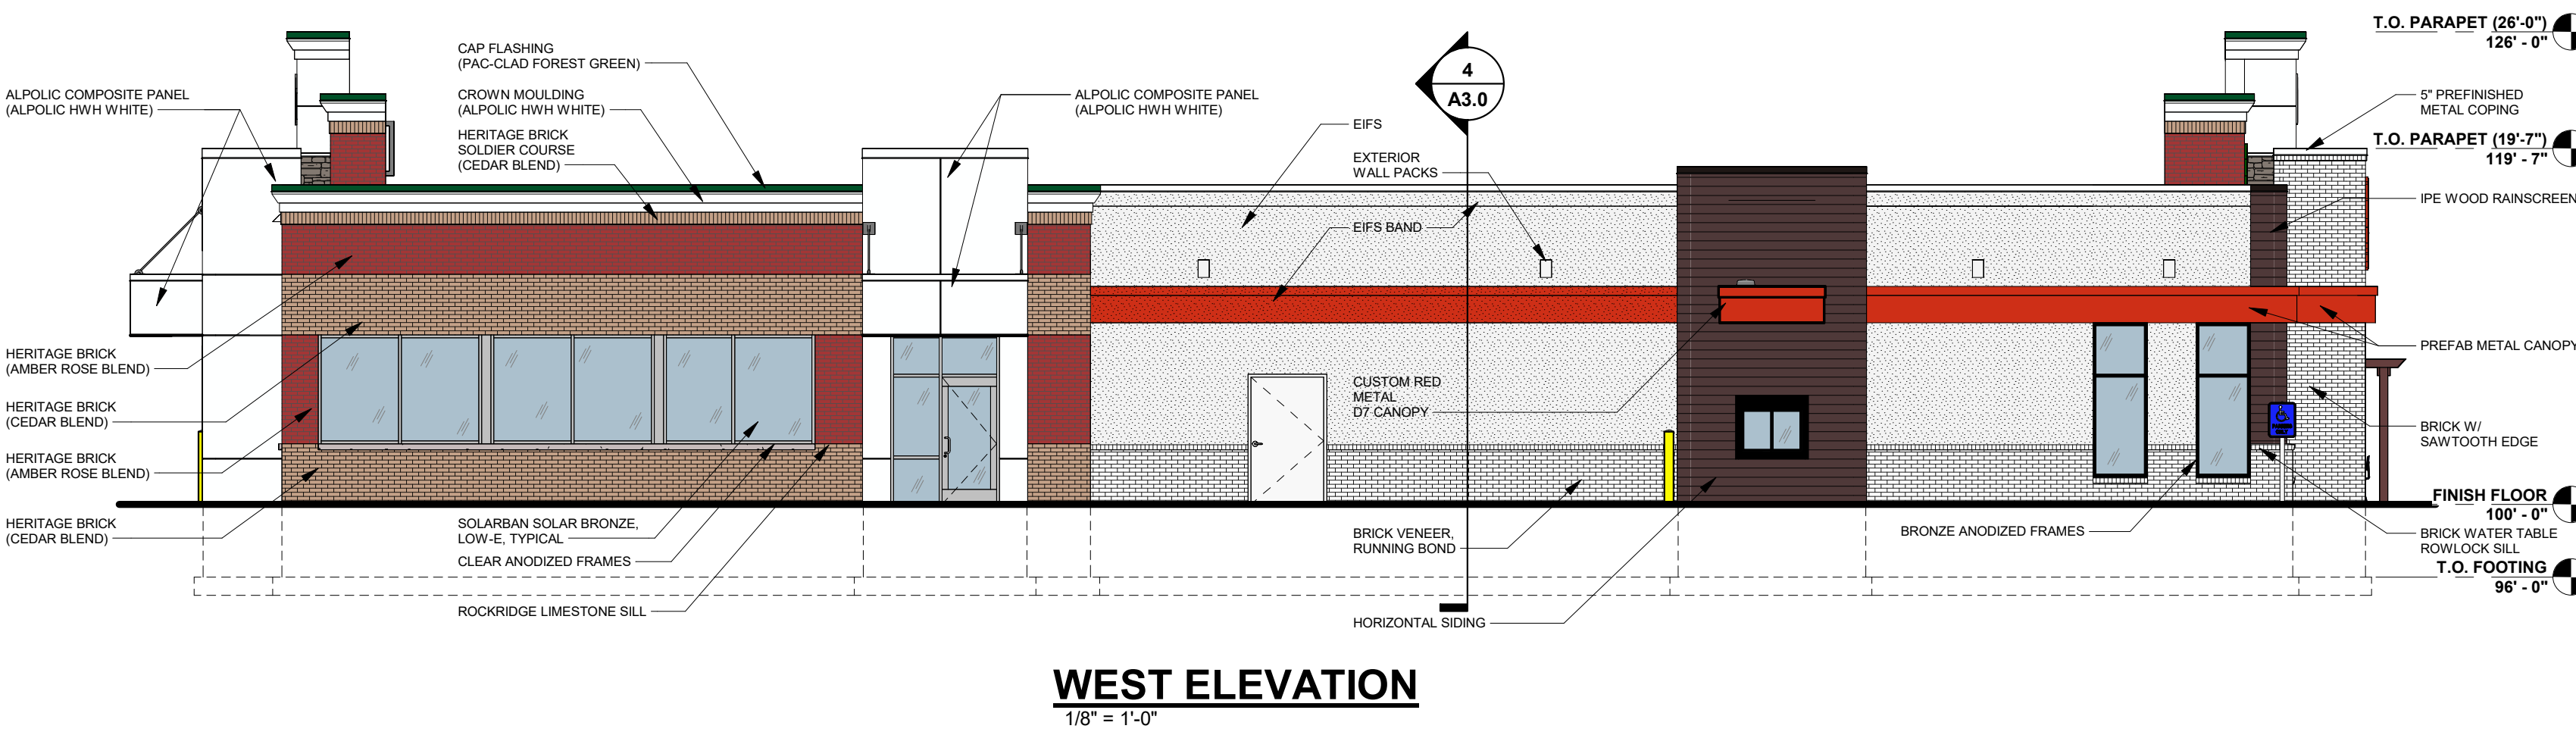 ALPOLIC COMPOSITE PANEL
(ALPOLIC HWH WHITE)
HERITAGE BRICK
(AMBER ROSE BLEND)
HERITAGE BRICK
(CEDAR BLEND)
HERITAGE BRICK
(AMBER ROSE BLEND)
HERITAGE BRICK
(CEDAR BLEND)
CAP FLASHING
(PAC-CLAD FOREST GREEN)
CROWN MOULDING
(ALPOLIC HWH WHITE)
HERITAGE BRICK
SOLDIER COURSE
(CEDAR BLEND)
SOLARBAN SOLAR BRONZE,
LOW-E, TYPICAL
CLEAR ANODIZED FRAMES
ROCKRIDGE LIMESTONE SILL
ALPOLIC COMPOSITE PANEL
(ALPOLIC HWH WHITE)
4
A3.0
EIFS
EXTERIOR
WALL PACKS
EIFS BAND
CUSTOM RED
METAL
D7 CANOPY
BRICK VENEER,
RUNNING BOND
HORIZONTAL SIDING
BRONZE ANODIZED FRAMES
T.O. PARAPET (26'-0")
126' - 0"
5" PREFINISHED
METAL COPING
T.O. PARAPET (19'-7")
119' - 7"
IPE WOOD RAINSCREEN
PREFAB METAL CANOPY
BRICK W/
SAWTOOTH EDGE
FINISH FLOOR
100' - 0"
BRICK WATER TABLE
ROWLOCK SILL
T.O. FOOTING
96' - 0"
WEST ELEVATION
1/8" = 1'-0"